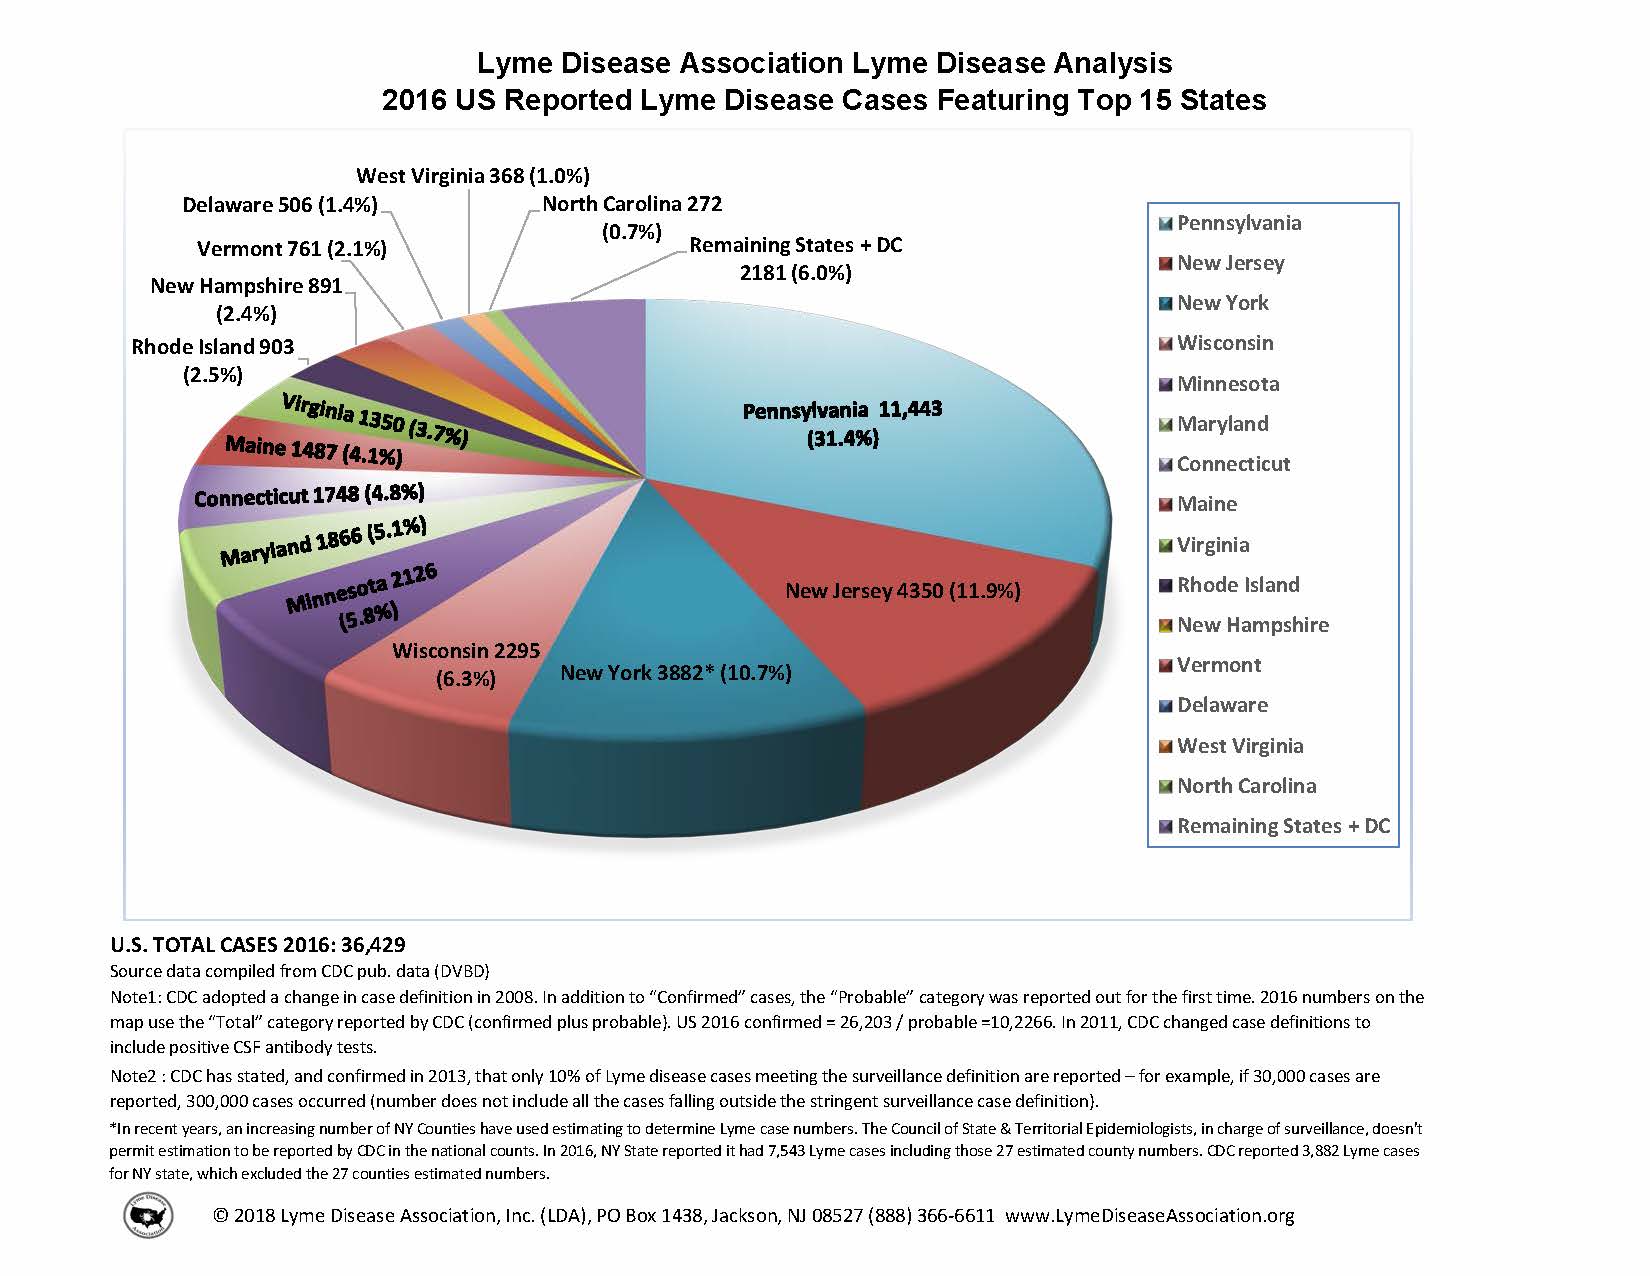 Lyme Disease Association Lyme Disease Analysis
2016 US Reported Lyme Disease Cases Featuring Top 15 States
West Virginia 368 (1.0%)
Delaware 506 (1.4%)
North Carolina 272
(0.7%)
Vermont 761 (2.1%)
Remaining States + DC
2181 (6.0%)
New Hampshire 891
(2.4%)
Rhode Island 903
(2.5%)
Virginia 1350 (3.7%)
Maine 1487 (4.1%)
Connecticut 1748 (4.8%)
Maryland 1866 (5.1%)
Minnesota 2126
(5.8%)
Wisconsin 2295
(6.3%)
New York 3882* (10.7%)
New Jersey 4350 (11.9%)
Pennsylvania 11,443
(31.4%)
Pennsylvania
New Jersey
New York
Wisconsin
Minnesota
Maryland
Connecticut
Maine
Virginia
Rhode Island
New Hampshire
Vermont
Delaware
West Virginia
North Carolina
Remaining States + DC
U.S. TOTAL CASES 2016: 36,429
Source data compiled from CDC pub. data (DVBD)
Note1: CDC adopted a change in case definition in 2008. In addition to “Confirmed” cases, the “Probable” category was reported out for the first time. 2016 numbers on the
map use the “Total” category reported by CDC (confirmed plus probable). US 2016 confirmed = 26,203 / probable =10,2266. In 2011, CDC changed case definitions to
include positive CSF antibody tests.
Note2 : CDC has stated, and confirmed in 2013, that only 10% of Lyme disease cases meeting the surveillance definition are reported – for example, if 30,000 cases are
reported, 300,000 cases occurred (number does not include all the cases falling outside the stringent surveillance case definition).
*In recent years, an increasing number of NY Counties have used estimating to determine Lyme case numbers. The Council of State & Territorial Epidemiologists, in charge of surveillance, doesn't
permit estimation to be reported by CDC in the national counts. In 2016, NY State reported it had 7,543 Lyme cases including those 27 estimated county numbers. CDC reported 3,882 Lyme cases
for NY state, which excluded the 27 counties estimated numbers.
Lyme Disease
Association
© 2018 Lyme Disease Association, Inc. (LDA), PO Box 1438, Jackson, NJ 08527 (888) 366-6611 www.LymeDiseaseAssociation.org